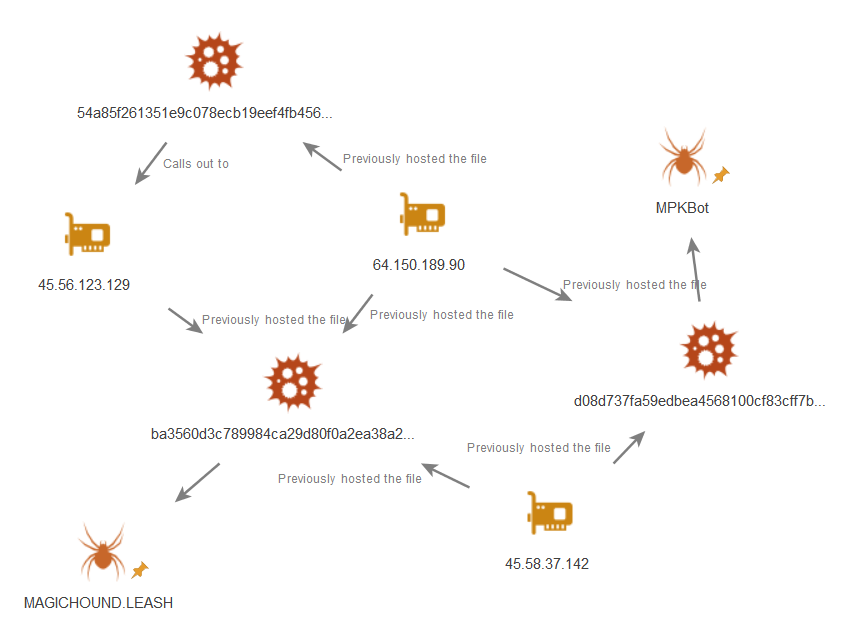 54a85f261351e9c078ecb19eef4fb456...
Previously hosted the file
Calls out to
MPKBot
64.150.189.90
45.56.123.129
Previously hosted the file
Previously hosted the file
Previously hosted the file
d08d737fa59edbea4568100cf83cff7b...
ba3560d3c789984ca29d80f0a2ea38a2...
Previously hosted the file
Previously hosted the file
45.58.37.142
MAGICHOUND.LEASH